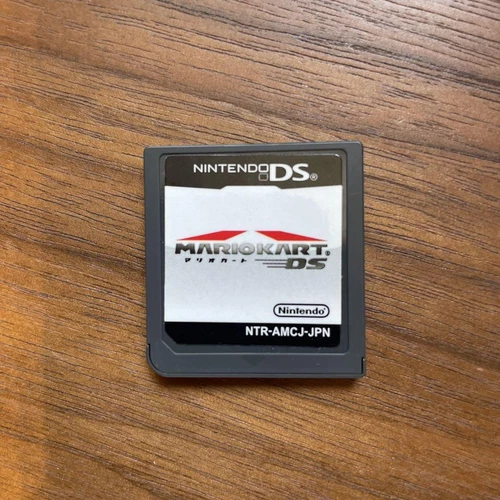 NINTENDO DS®
MARIOKART®
マリオカート DS
Nintendo
NTR-AMCJ-JPN